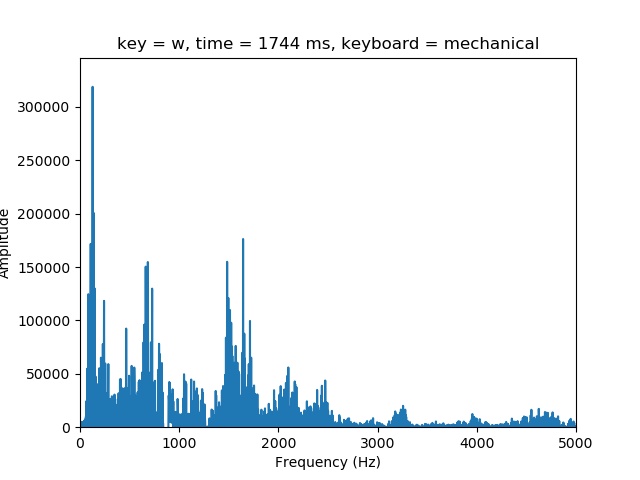 key = w, time = 1744 ms, keyboard = mechanical
Amplitude
300000
250000
200000
150000
100000
50000
0
0 1000 2000 3000 4000 5000
Frequency (Hz)